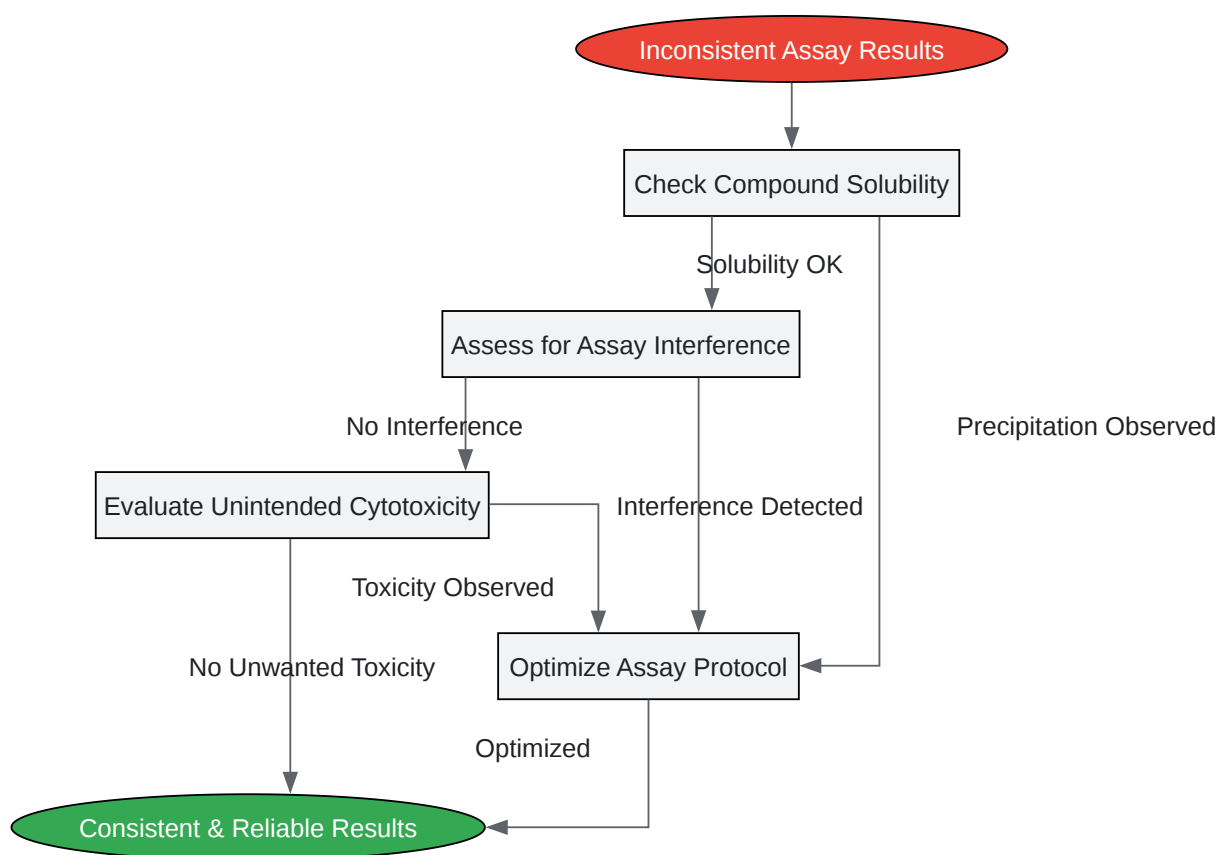 Inconsistent Assay Results
Check Compound Solubility
Solubility OK
Assess for Assay Interference
No Interference
Precipitation Observed
Evaluate Unintended Cytotoxicity
Interference Detected
Toxicity Observed
No Unwanted Toxicity
Optimize Assay Protocol
Optimized
Consistent & Reliable Results